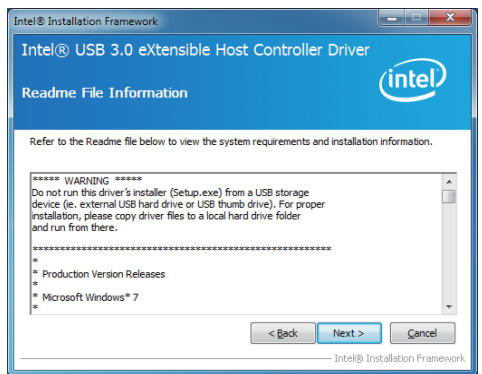 Intel® Installation Framework
Intel® USB 3.0 eXtensible Host Controller Driver
Readme File Information
intel
Refer to the Readme file below to view the system requirements and installation information.
***** WARNING *****
Do not run this driver's installer (Setup.exe) from a USB storage
device (ie. external USB hard drive or USB thumb drive). For proper
installation, please copy driver files to a local hard drive folder
and run from there.
************************************************************
*
* Production Version Releases
*
* Microsoft Windows* 7
*
< Back Next > Cancel
Intel® Installation Framework